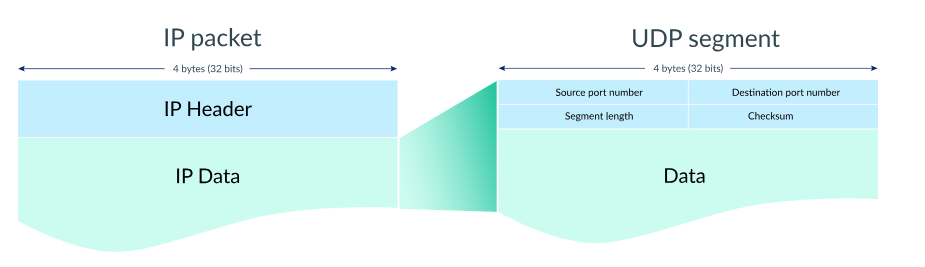 IP packet
4 bytes (32 bits)
IP Header
IP Data
UDP segment
4 bytes (32 bits)
Source port number
Destination port number
Segment length
Checksum
Data